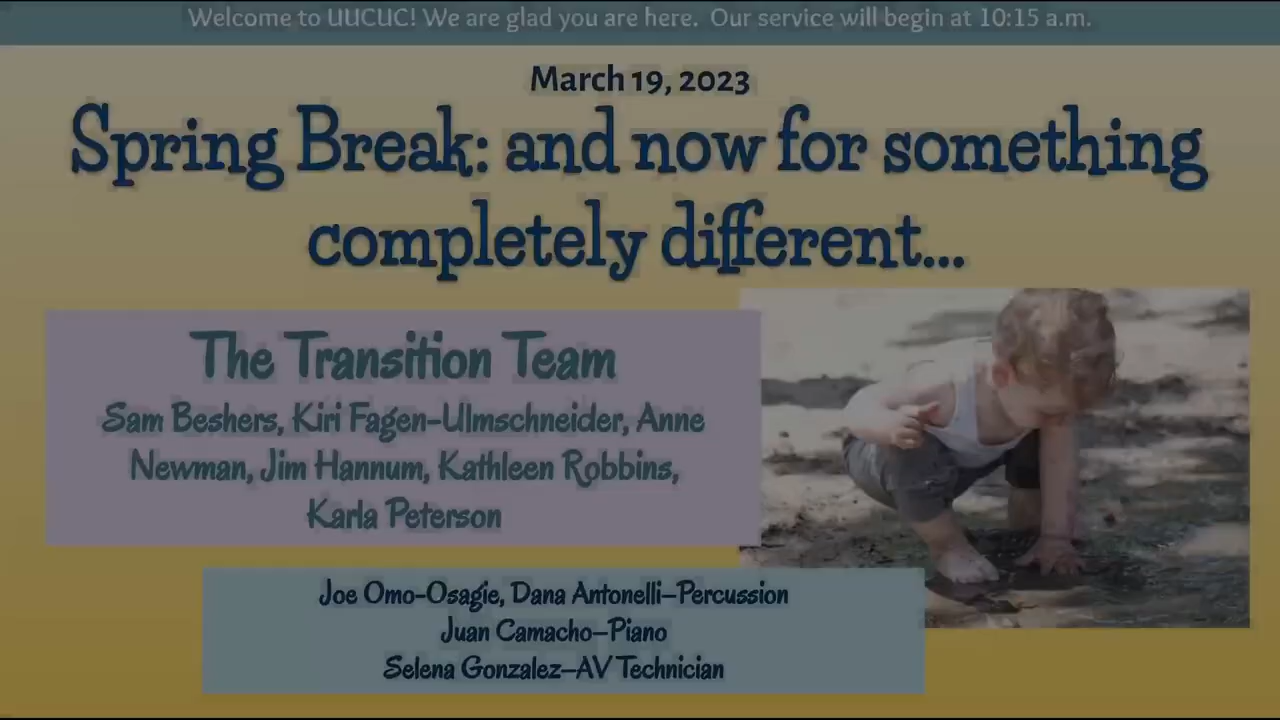 Welcome to UUCUC! We are glad you are here. Our service will begin at 10:15 a.m.
March 19, 2023
Spring Break: and now for something
completely different...
The Transition Team
Sam Beshers, Kiri Fagen-Ulmschneider, Anne
Newman, Jim Hannum, Kathleen Robbins,
Karla Peterson
Joe Omo-Osagie, Dana Antonelli—Percussion
Juan Camacho—Piano
Selena Gonzalez—AV Technician